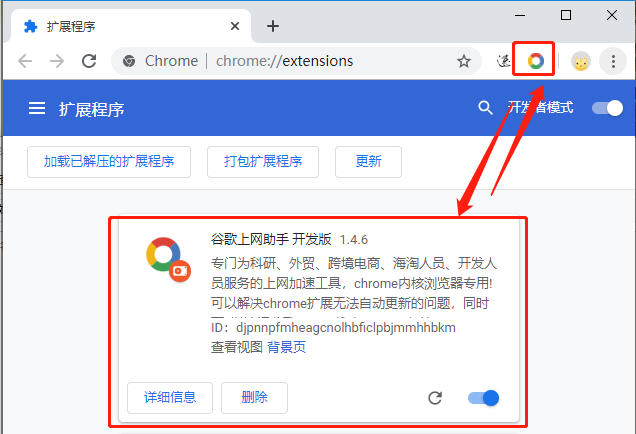 扩展程序
Chrome | chrome://extensions
扩展程序
开发者模式
加载已解压的扩展程序
打包扩展程序
更新
谷歌上网助手 开发版 1.4.6
专门为科研、外贸、跨境电商、海淘人员、开发人
员服务的上网加速工具，chrome内核浏览器专用!
可以解决chrome扩展无法自动更新的问题，同时
ID：djpnnpfmheagcnolhbficlpbjmmhhbkm
查看视图 背景页
详细信息
删除